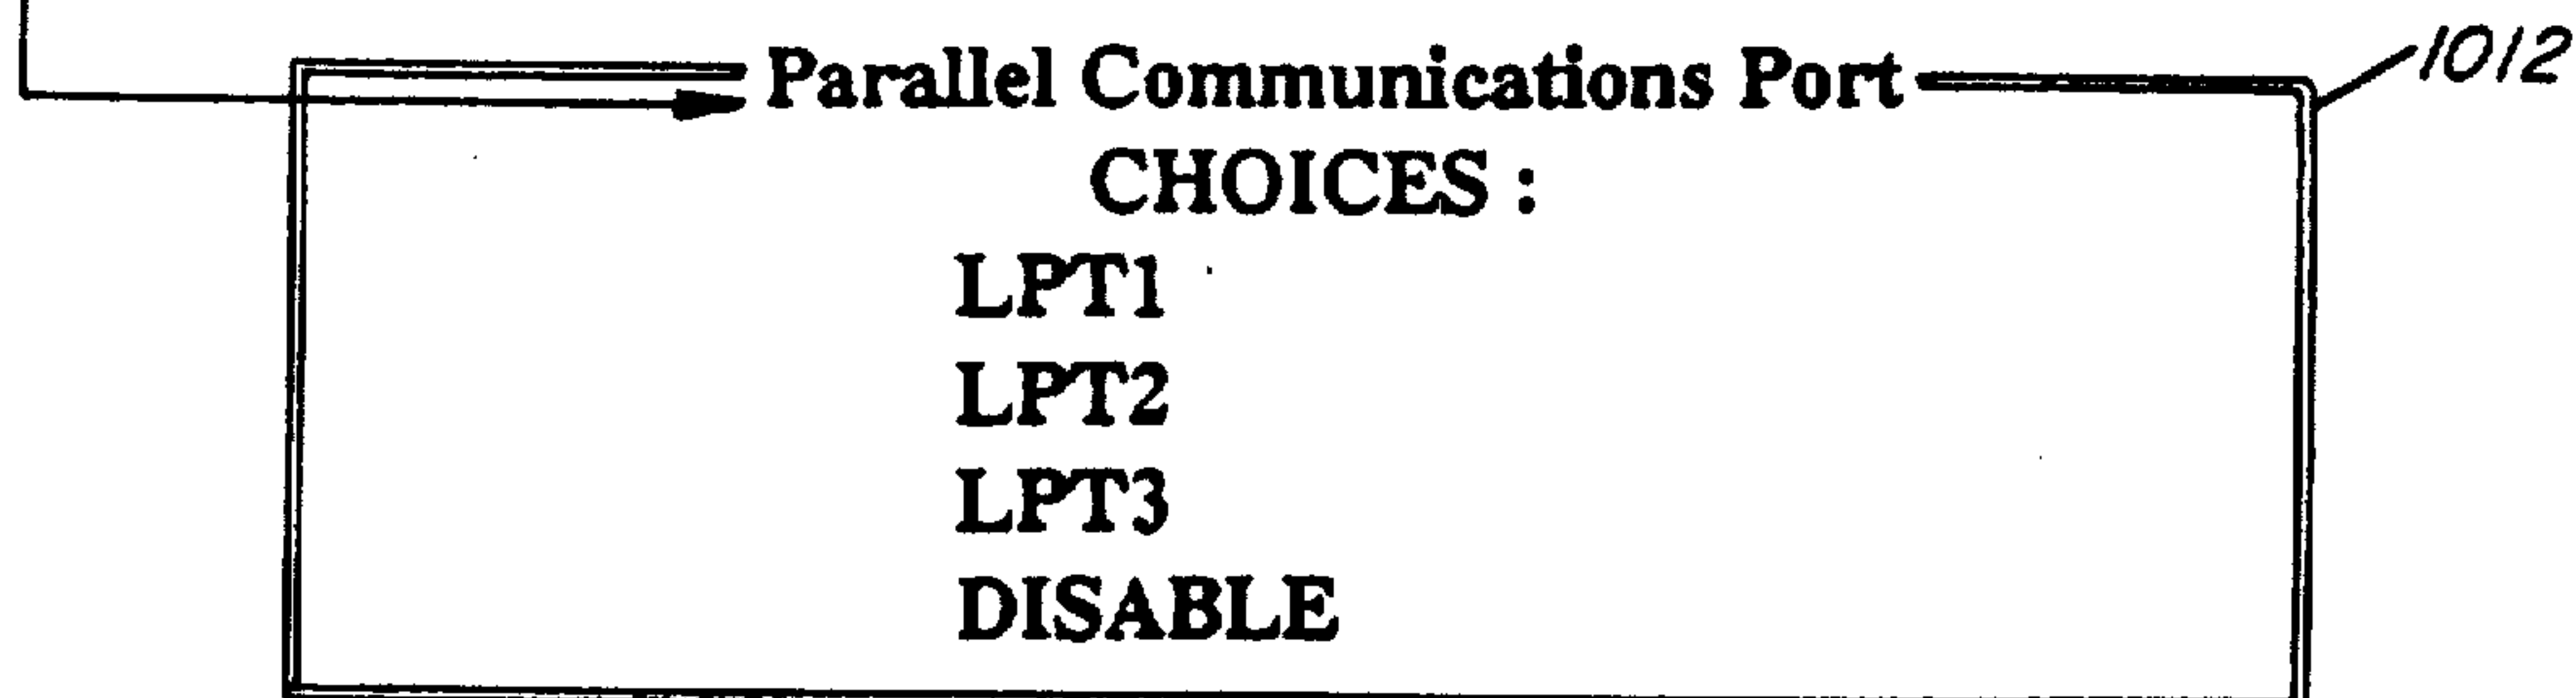 Parallel Communications Port
1012
CHOICES :
LPT1
LPT2
LPT3
DISABLE